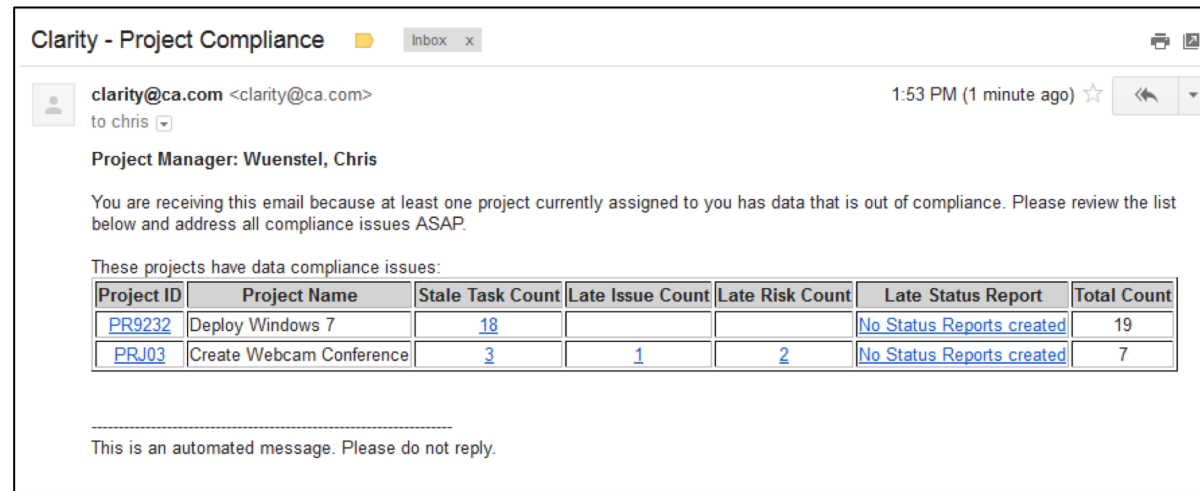 Clarity - Project Compliance Inbox x
clarity@ca.com <clarity@ca.com> 1:53 PM (1 minute ago)
to chris
Project Manager: Wuenstel, Chris
You are receiving this email because at least one project currently assigned to you has data that is out of compliance. Please review the list
below and address all compliance issues ASAP.
These projects have data compliance issues:
Project ID Project Name Stale Task Count Late Issue Count Late Risk Count Late Status Report Total Count
PR9232 Deploy Windows 7 18 No Status Reports created 19
PRJ03 Create Webcam Conference 3 1 2 No Status Reports created 7
--------------------------------------------------------------------
This is an automated message. Please do not reply.